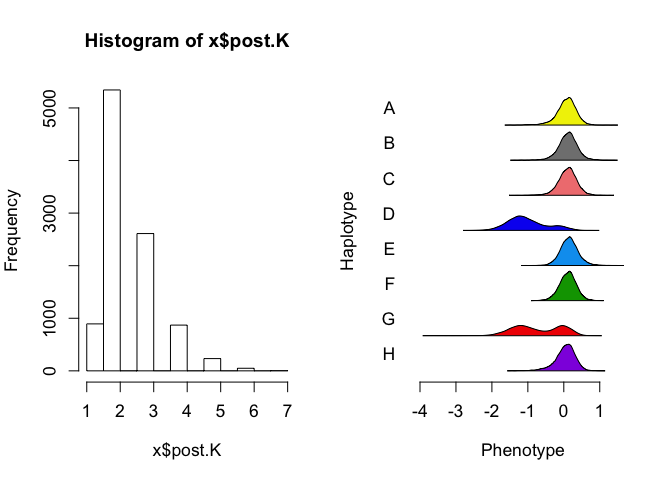 Histogram of x$post.K
Frequency
5000
3000
1000
0
1 2 3 4 5 6 7
x$post.K
Haplotype
A
B
C
D
E
F
G
H
-4 -3 -2 -1 0 1
Phenotype